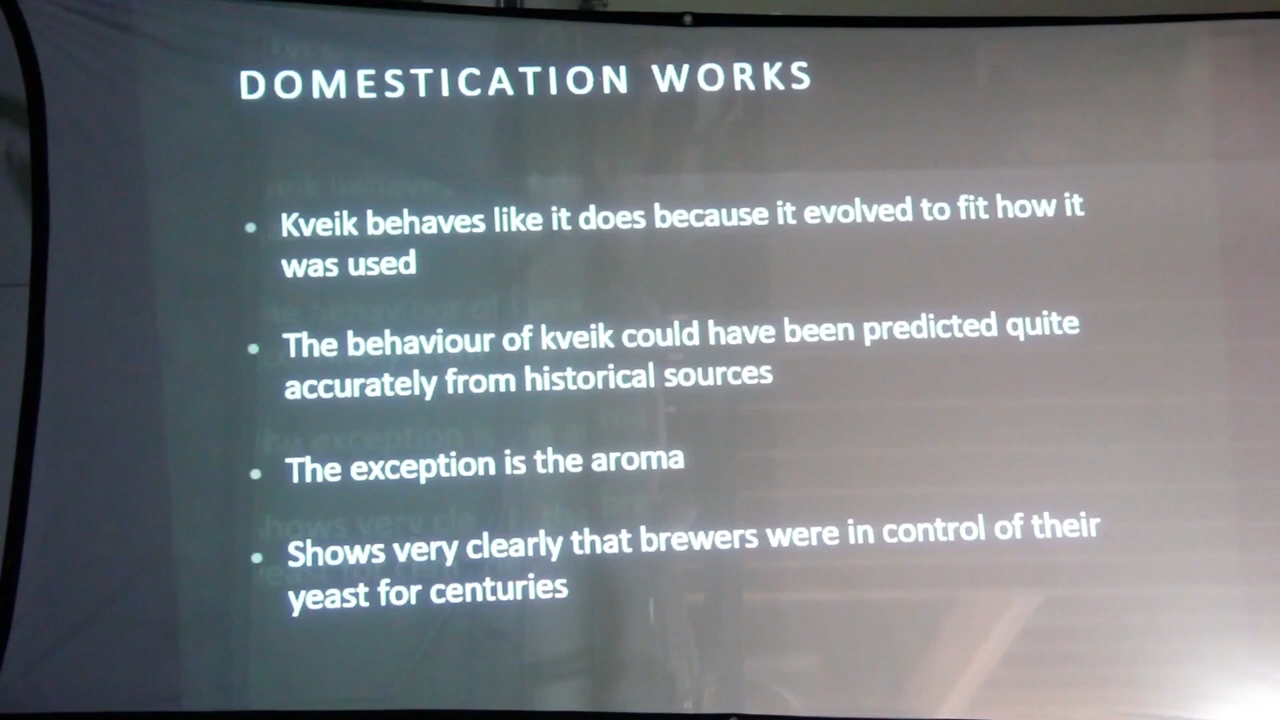 DOMESTICATION WORKS
• Kveik behaves like it does because it evolved to fit how it
was used
• The behaviour of kveik could have been predicted quite
accurately from historical sources
• The exception is the aroma
• Shows very clearly that brewers were in control of their
yeast for centuries